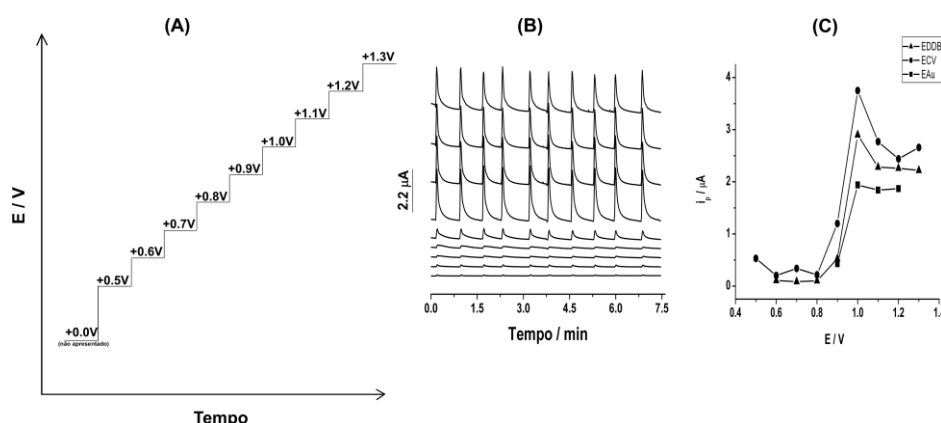 (A)
E / V
+0.0V
(não apresentado)
+0.5V
+0.6V
+0.7V
+0.8V
+0.9V
+1.0V
+1.1V
+1.2V
+1.3V
Tempo
(B)
2.2 µA
0.0 1.5 3.0 4.5 6.0 7.5
Tempo / min
(C)
EDDB
ECV
EAu
i_p / µA
4
3
2
1
0
0.4 0.6 0.8 1.0 1.2 1.4
E / V